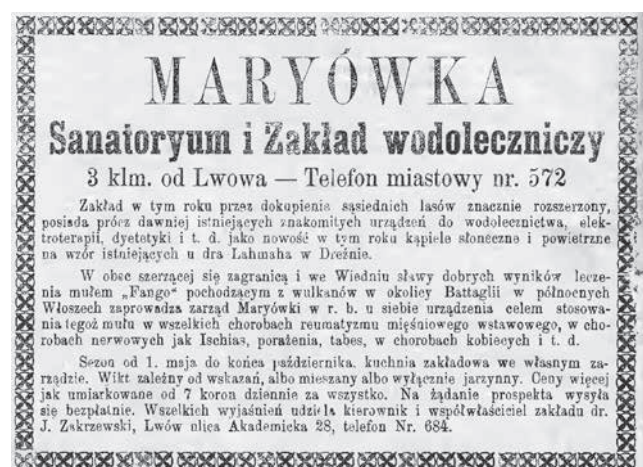 MARYÓWKA
Sanatoryum i Zakład wodoleczniczy
3 klm. od Lwowa — Telefon miastowy nr. 572
Zakład w tym roku przez dokupienie sąsiednich lasów znacznie rozszerzony,
posiada prócz dawniej istniejących znakomitych urządzeń do wodolecznictwa, elek-
troterapii, dyetetyki i t. d. jako nowość w tym roku kąpiele słoneczne i powietrzne
na wzór istniejących u dra Lahmaha w Dreźnie.
W obec szerzącej się zagranicą i we Wiedniu sławy dobrych wyników lecze-
nia mułem „Fango" pochodzącym z wulkanów w okolicy Battaglii w północnych
Włoszech zaprowadza zarząd Maryówki w r. b. u siebie urządzenia celem stosowa-
nia tegoż mułu w wszelkich chorobach reumatyzmu mięśniowego wstawowego, w cho-
robach nerwowych jak Ischias, porażenia, tabes, w chorobach kobiecych i t. d.
Sezon od 1. maja do końca października. kuchnia zakładowa we własnym za-
rządzie. Wikt zależny od wskazań, albo mieszany albo wyłącznie jarzynny. Ceny więcej
jak umiarkowane od 7 koron dziennie za wszystko. Na żądanie prospekta wysyła
się bezpłatnie. Wszelkich wyjaśnień udziela kierownik i współwłaściciel zakładu dr.
J. Zakrzewski, Lwów ulica Akademicka 28, telefon Nr. 684.